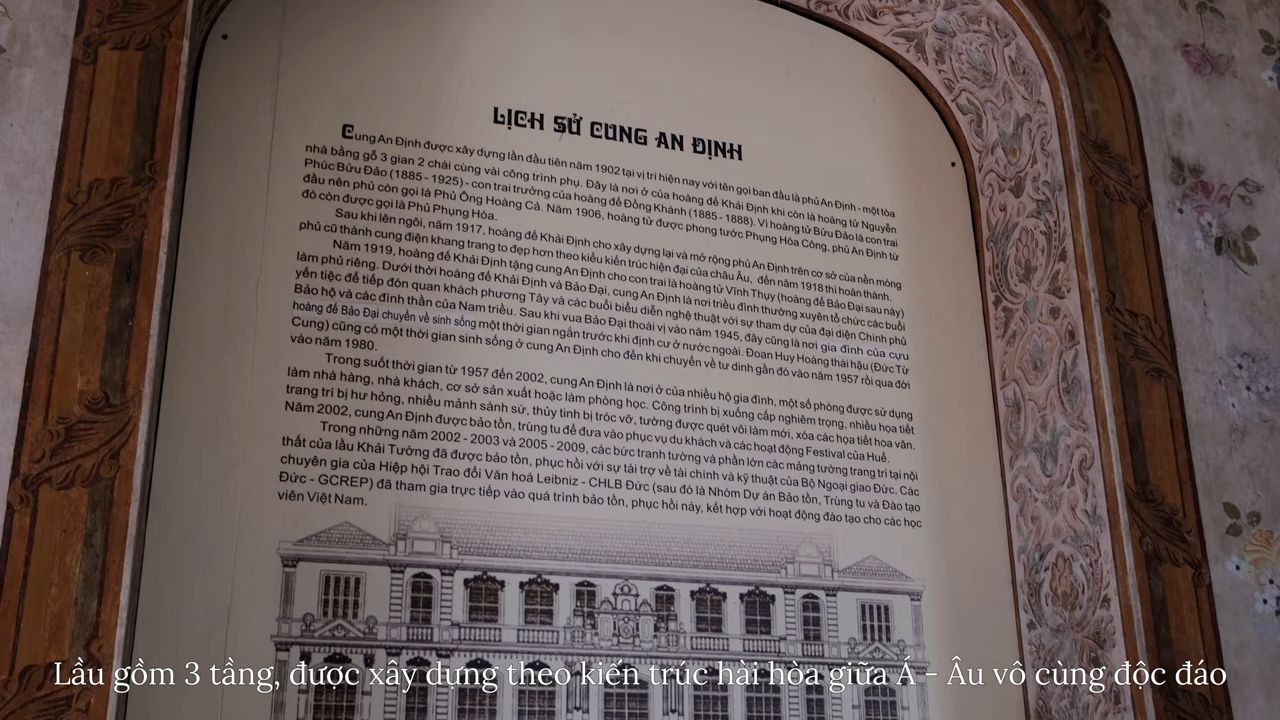 LỊCH SỬ CUNG AN ĐỊNH
Cung An Định được xây dựng lần đầu tiên năm 1902 tại vị trí hiện nay với tên gọi ban đầu là phủ An Định - một tòa
nhà bằng gỗ 3 gian 2 chái cùng vài công trình phụ. Đây là nơi ở của hoàng đế Khải Định khi còn là hoàng tử Nguyễn
Phúc Bửu Đảo (1885 - 1925) - con trai trưởng của hoàng đế Đồng Khánh (1885 - 1888). Vì hoàng tử Bửu Đảo là con trai
đầu nên phủ còn gọi là Phủ Ông Hoàng Cả. Năm 1906, hoàng tử được phong tước Phụng Hóa Công, phủ An Định từ
đó còn được gọi là Phủ Phụng Hóa.
Sau khi lên ngôi, năm 1917, hoàng đế Khải Định cho xây dựng lại và mở rộng phủ An Định trên cơ sở của nền móng
phủ cũ thành cung điện khang trang to đẹp hơn theo kiểu kiến trúc hiện đại của châu Âu, đến năm 1918 thì hoàn thành.
Năm 1919, hoàng đế Khải Định tặng cung An Định cho con trai là hoàng tử Vĩnh Thụy (hoàng đế Bảo Đại sau này)
làm phủ riêng. Dưới thời hoàng đế Khải Định và Bảo Đại, cung An Định là nơi triều đình thường xuyên tổ chức các buổi
yến tiệc để tiếp đón quan khách phương Tây và các buổi biểu diễn nghệ thuật với sự tham dự của đại diện Chính phủ
Bảo hộ và các đình thần của Nam triều. Sau khi vua Bảo Đại thoái vị vào năm 1945, đây cũng là nơi gia đình của cựu
hoàng đế Bảo Đại chuyển về sinh sống một thời gian ngắn trước khi định cư ở nước ngoài. Đoan Huy Hoàng thái hậu (Đức Từ
Cung) cũng có một thời gian sinh sống ở cung An Định cho đến khi chuyển về tư dinh gần đó vào năm 1957 rồi qua đời
vào năm 1980.
Trong suốt thời gian từ 1957 đến 2002, cung An Định là nơi ở của nhiều hộ gia đình, một số phòng được sử dụng
làm nhà hàng, nhà khách, cơ sở sản xuất hoặc làm phòng học. Công trình bị xuống cấp nghiêm trọng, nhiều họa tiết
trang trí bị hư hỏng, nhiều mảnh sành sứ, thủy tinh bị tróc vỡ, tường được quét vôi làm mới, xóa các họa tiết hoa văn.
Năm 2002, cung An Định được bảo tồn, trùng tu để đưa vào phục vụ du khách và các hoạt động Festival của Huế.
Trong những năm 2002 - 2003 và 2005 - 2009, các bức tranh tường và phần lớn các mảng tường trang trí tại nội
thất của lầu Khải Tường đã được bảo tồn, phục hồi với sự tài trợ về tài chính và kỹ thuật của Bộ Ngoại giao Đức. Các
chuyên gia của Hiệp hội Trao đổi Văn hoá Leibniz - CHLB Đức (sau đó là Nhóm Dự án Bảo tồn, Trùng tu và Đào tạo
Đức - GCREP) đã tham gia trực tiếp vào quá trình bảo tồn, phục hồi này, kết hợp với hoạt động đào tạo cho các học
viên Việt Nam.
Lầu gồm 3 tầng, được xây dựng theo kiến trúc hài hòa giữa Á - Âu vô cùng độc đáo